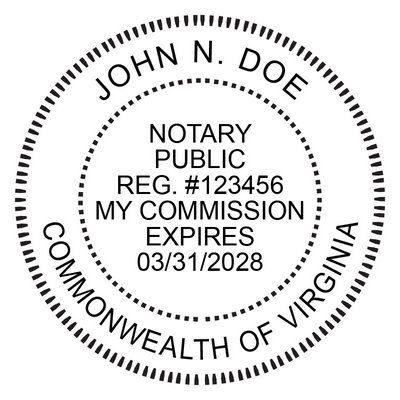 JOHN N. DOE
NOTARY
PUBLIC
REG. #123456
MY COMMISSION
EXPIRES
03/31/2028
COMMONWEALTH OF VIRGINIA